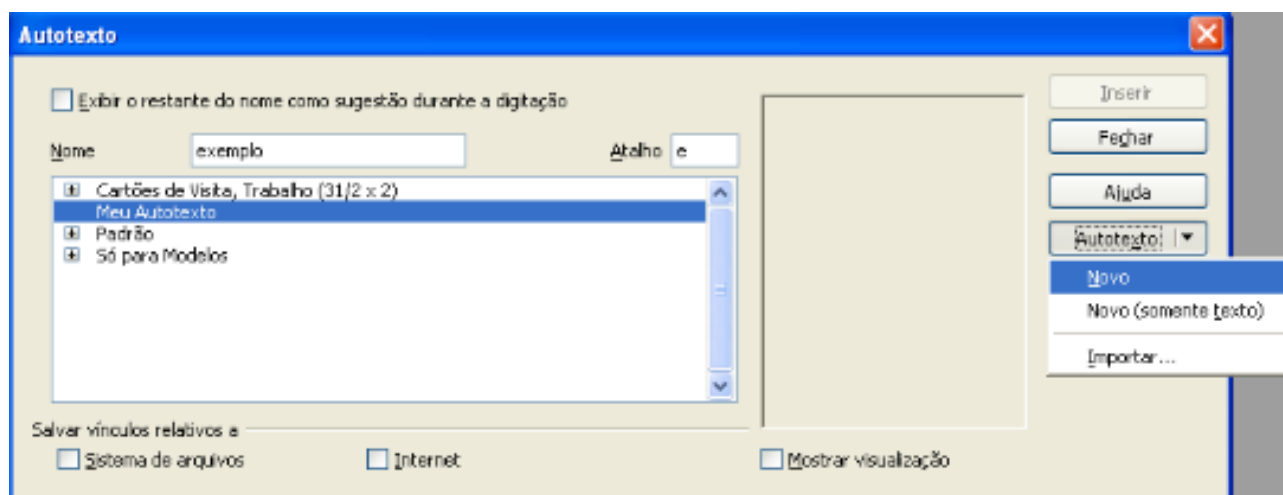 Autotexto
Exibir o restante do nome como sugestão durante a digitação
Nome exemplo Atalho e
Cartões de Visita, Trabalho (31/2 x 2)
Meu Autotexto
Padrão
Só para Modelos
Inserir
Fechar
Ajuda
Autotexto
Novo
Novo (somente texto)
Importar...
Salvar vínculos relativos a
Sistema de arquivos Internet Mostrar visualização